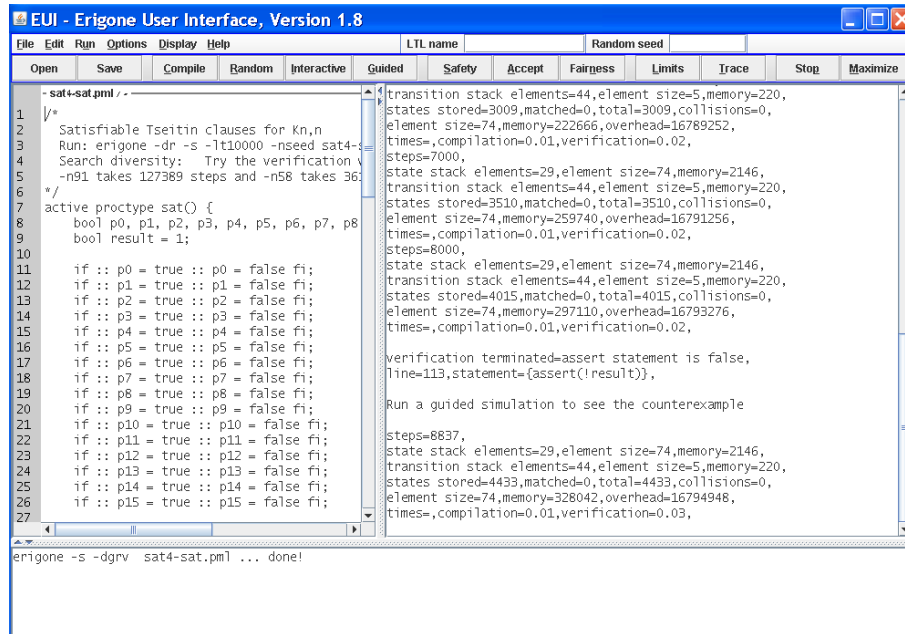 EUI - Erigone User Interface, Version 1.8
File Edit Run Options Display Help LTL name Random seed
Open Save Compile Random Interactive Guided Safety Accept Fairness Limits Trace Stop Maximize
- sat4-sat.pml / -
1 /*
2 Satisfiable Tseitin clauses for Kn,n
3 Run: erigone -dr -s -lt10000 -nseed sat4-s
4 Search diversity: Try the verification
5 -n91 takes 127389 steps and -n58 takes 361
6 */
7 active proctype sat() {
8 bool p0, p1, p2, p3, p4, p5, p6, p7, p8
9 bool result = 1;
10
11 if :: p0 = true :: p0 = false fi;
12 if :: p1 = true :: p1 = false fi;
13 if :: p2 = true :: p2 = false fi;
14 if :: p3 = true :: p3 = false fi;
15 if :: p4 = true :: p4 = false fi;
16 if :: p5 = true :: p5 = false fi;
17 if :: p6 = true :: p6 = false fi;
18 if :: p7 = true :: p7 = false fi;
19 if :: p8 = true :: p8 = false fi;
20 if :: p9 = true :: p9 = false fi;
21 if :: p10 = true :: p10 = false fi;
22 if :: p11 = true :: p11 = false fi;
23 if :: p12 = true :: p12 = false fi;
24 if :: p13 = true :: p13 = false fi;
25 if :: p14 = true :: p14 = false fi;
26 if :: p15 = true :: p15 = false fi;
27
transition stack elements=44,element size=5,memory=220,
states stored=3009,matched=0,total=3009,collisions=0,
element size=74,memory=222666,overhead=16789252,
times=,compilation=0.01,verification=0.02,
steps=7000,
state stack elements=29,element size=74,memory=2146,
transition stack elements=44,element size=5,memory=220,
states stored=3510,matched=0,total=3510,collisions=0,
element size=74,memory=259740,overhead=16791256,
times=,compilation=0.01,verification=0.02,
steps=8000,
state stack elements=29,element size=74,memory=2146,
transition stack elements=44,element size=5,memory=220,
states stored=4015,matched=0,total=4015,collisions=0,
element size=74,memory=297110,overhead=16793276,
times=,compilation=0.01,verification=0.02,
verification terminated=assert statement is false,
line=113,statement={assert(!result)},
Run a guided simulation to see the counterexample
steps=8837,
state stack elements=29,element size=74,memory=2146,
transition stack elements=44,element size=5,memory=220,
states stored=4433,matched=0,total=4433,collisions=0,
element size=74,memory=328042,overhead=16794948,
times=,compilation=0.01,verification=0.03,
erigone -s -dgrv sat4-sat.pml ... done!